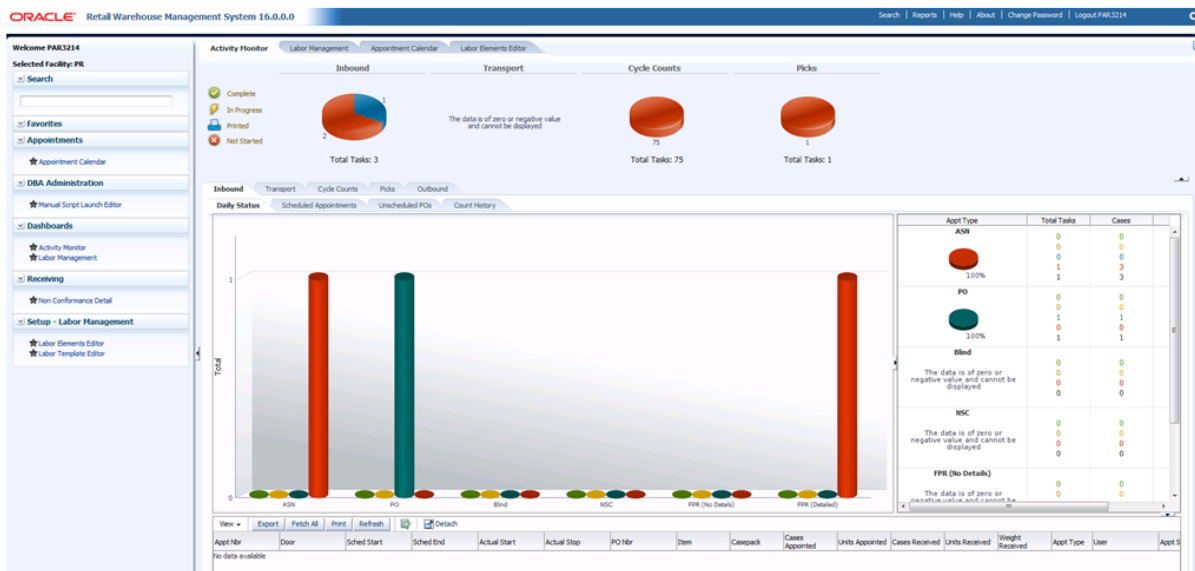 ORACLE® Retail Warehouse Management System 16.0.0.0
Search | Reports | Help | About | Change Password | Logout PAR3214
Welcome PAR3214
Selected Facility: PR
Search
Favorites
Appointments
Appointment Calendar
DBA Administration
Manual Script Launch Editor
Dashboards
Activity Monitor
Labor Management
Receiving
Non Conformance Detail
Setup - Labor Management
Labor Elements Editor
Labor Template Editor
Activity Monitor Labor Management Appointment Calendar Labor Elements Editor
Inbound Transport Cycle Counts Picks
Complete
In Progress
Printed
Not Started
1
2
Total Tasks: 3
The data is of zero or negative value
and cannot be displayed
75
Total Tasks: 75
1
Total Tasks: 1
Inbound Transport Cycle Counts Picks Outbound
Daily Status Scheduled Appointments Unscheduled POs Count History
Total
1
0
ASN PO Blind NSC FPR (No Details) FPR (Detailed)
Appt Type Total Tasks Cases
ASN
100%
0 0
0 0
0 0
1 3
1 3
PO
100%
0 0
0 0
1 1
0 0
1 1
Blind
The data is of zero or
negative value and cannot be
displayed
0 0
0 0
0 0
0 0
NSC
The data is of zero or
negative value and cannot be
displayed
0 0
0 0
0 0
0 0
FPR (No Details)
The data is of zero or
0 0
0 0
View Export Fetch All Print Refresh Detach
Appt Nbr Door Sched Start Sched End Actual Start Actual Stop PO Nbr Item Casepack Cases Appointed Units Appointed Cases Received Units Received Weight Received Appt Type User Appt S
No data available